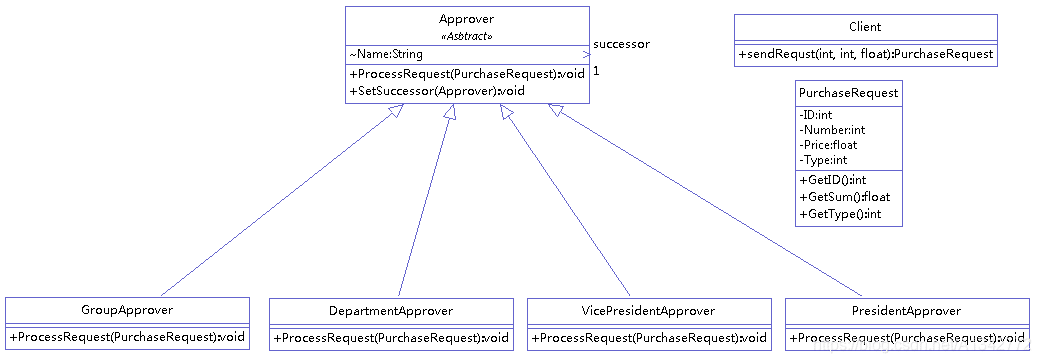 Approver
«Asbtract»
~Name:String
successor
1
+ProcessRequest(PurchaseRequest):void
+SetSuccessor(Approver):void
Client
+sendRequst(int, int, float):PurchaseRequest
PurchaseRequest
-ID:int
-Number:int
-Price:float
-Type:int
+GetID():int
+GetSum():float
+GetType():int
GroupApprover
+ProcessRequest(PurchaseRequest):void
DepartmentApprover
+ProcessRequest(PurchaseRequest):void
VicePresidentApprover
+ProcessRequest(PurchaseRequest):void
PresidentApprover
+ProcessRequest(PurchaseRequest):void